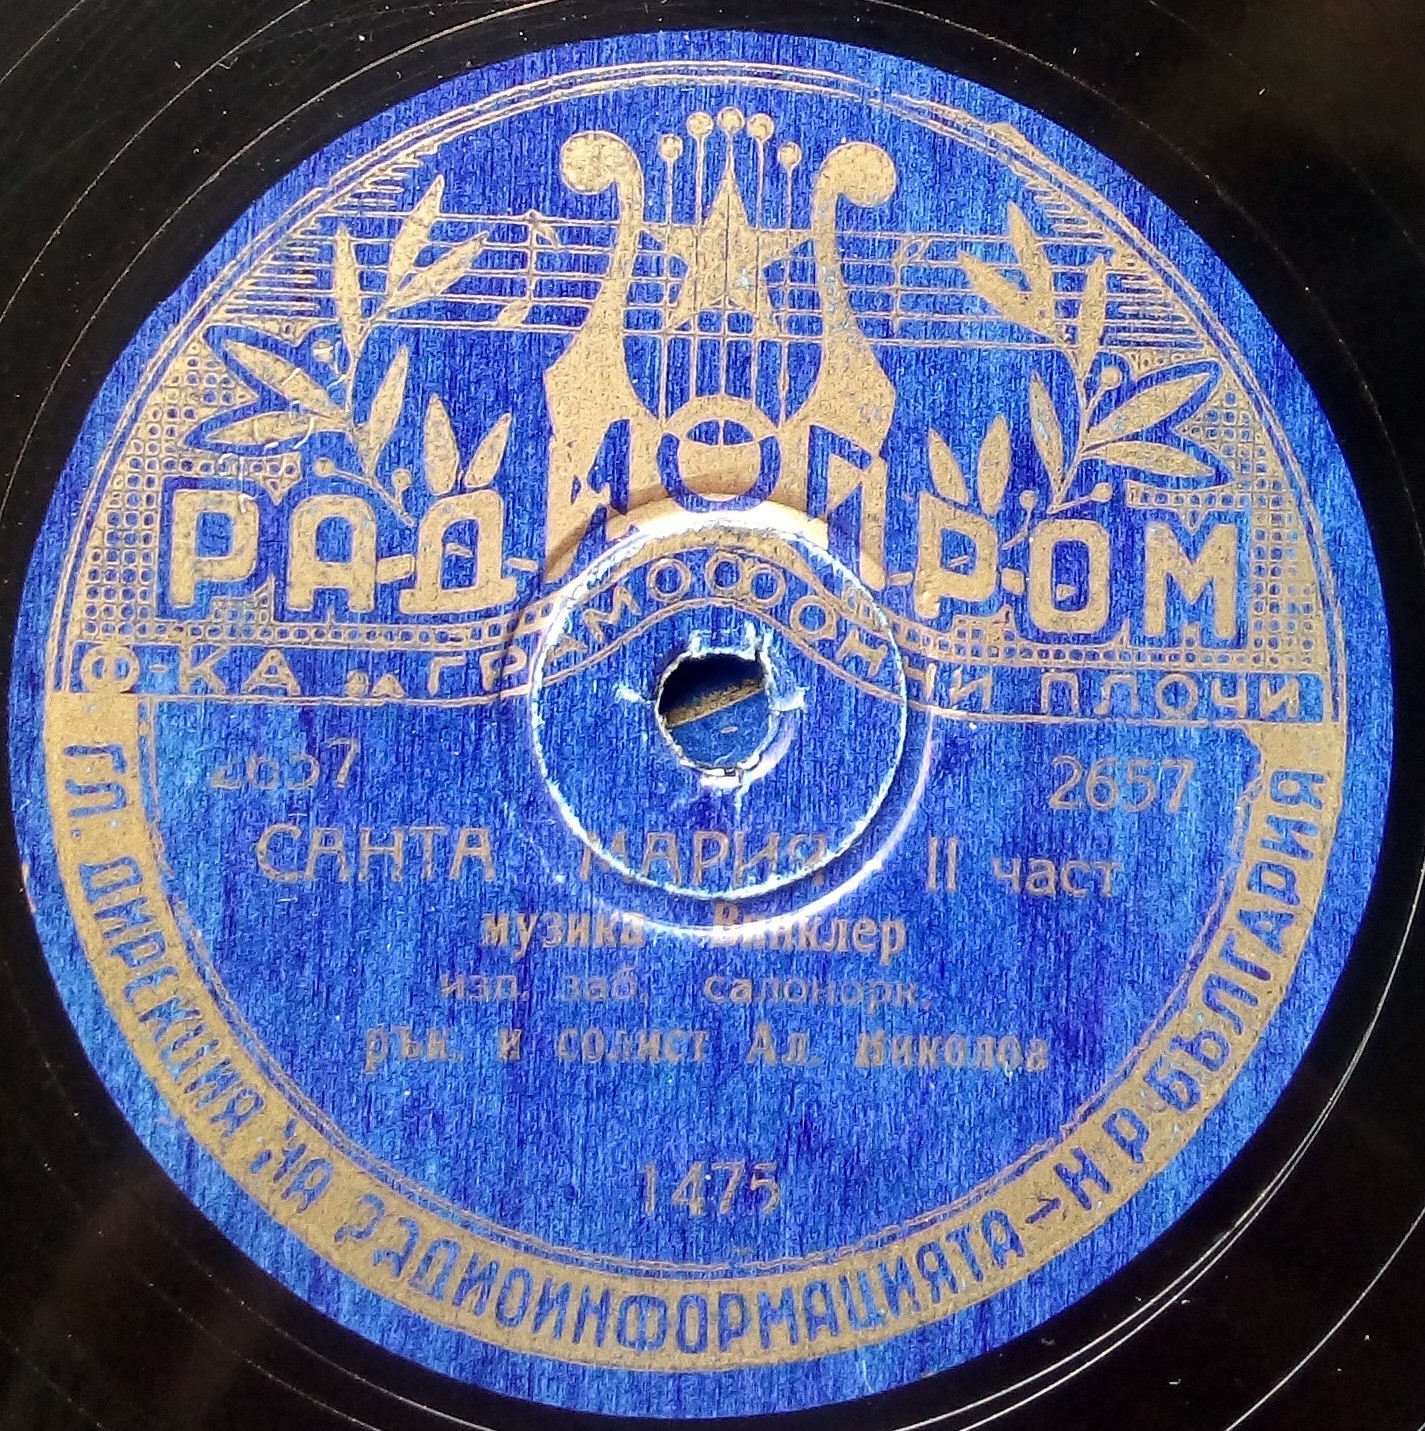 РАДИОПРОМ
Ф-КА ЗА ГРАМОФОННИ ПЛОЧИ
2657 2657
САНТА МАРИЯ II част
музика Винклер
изп. заб. салонорк.
рък. и солист Ал. Николов
1475
ГЛ. ДИРЕКЦИЯ НА РАДИОИНФОРМАЦИЯТА - Н Р БЪЛГАРИЯ